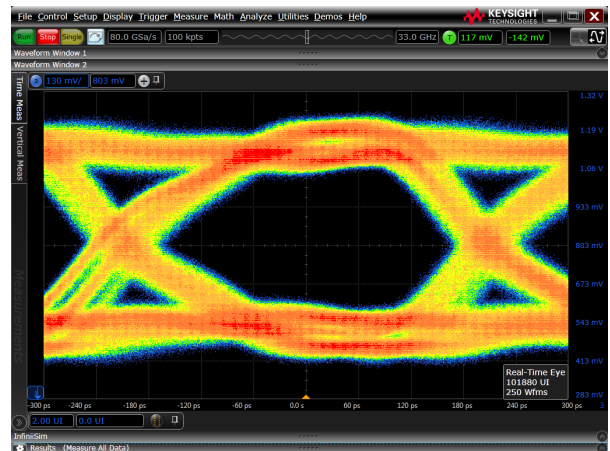 File Control Setup Display Trigger Measure Math Analyze Utilities Demos Help
KEYSIGHT TECHNOLOGIES
Run Stop Single 80.0 GSa/s 100 kpts 33.0 GHz T 117 mV -142 mV
Waveform Window 1
Waveform Window 2
130 mV/ 803 mV
Time Meas
Vertical Meas
Measurements
1.32 V
1.19 V
1.06 V
933 mV
803 mV
673 mV
543 mV
413 mV
283 mV
Real-Time Eye
101880 UI
250 Wfms
-300 ps -240 ps -180 ps -120 ps -60 ps 0.0 s 60 ps 120 ps 180 ps 240 ps 300 ps
2.00 UI 0.0 UI
InfiniiSim
Results (Measure All Data)